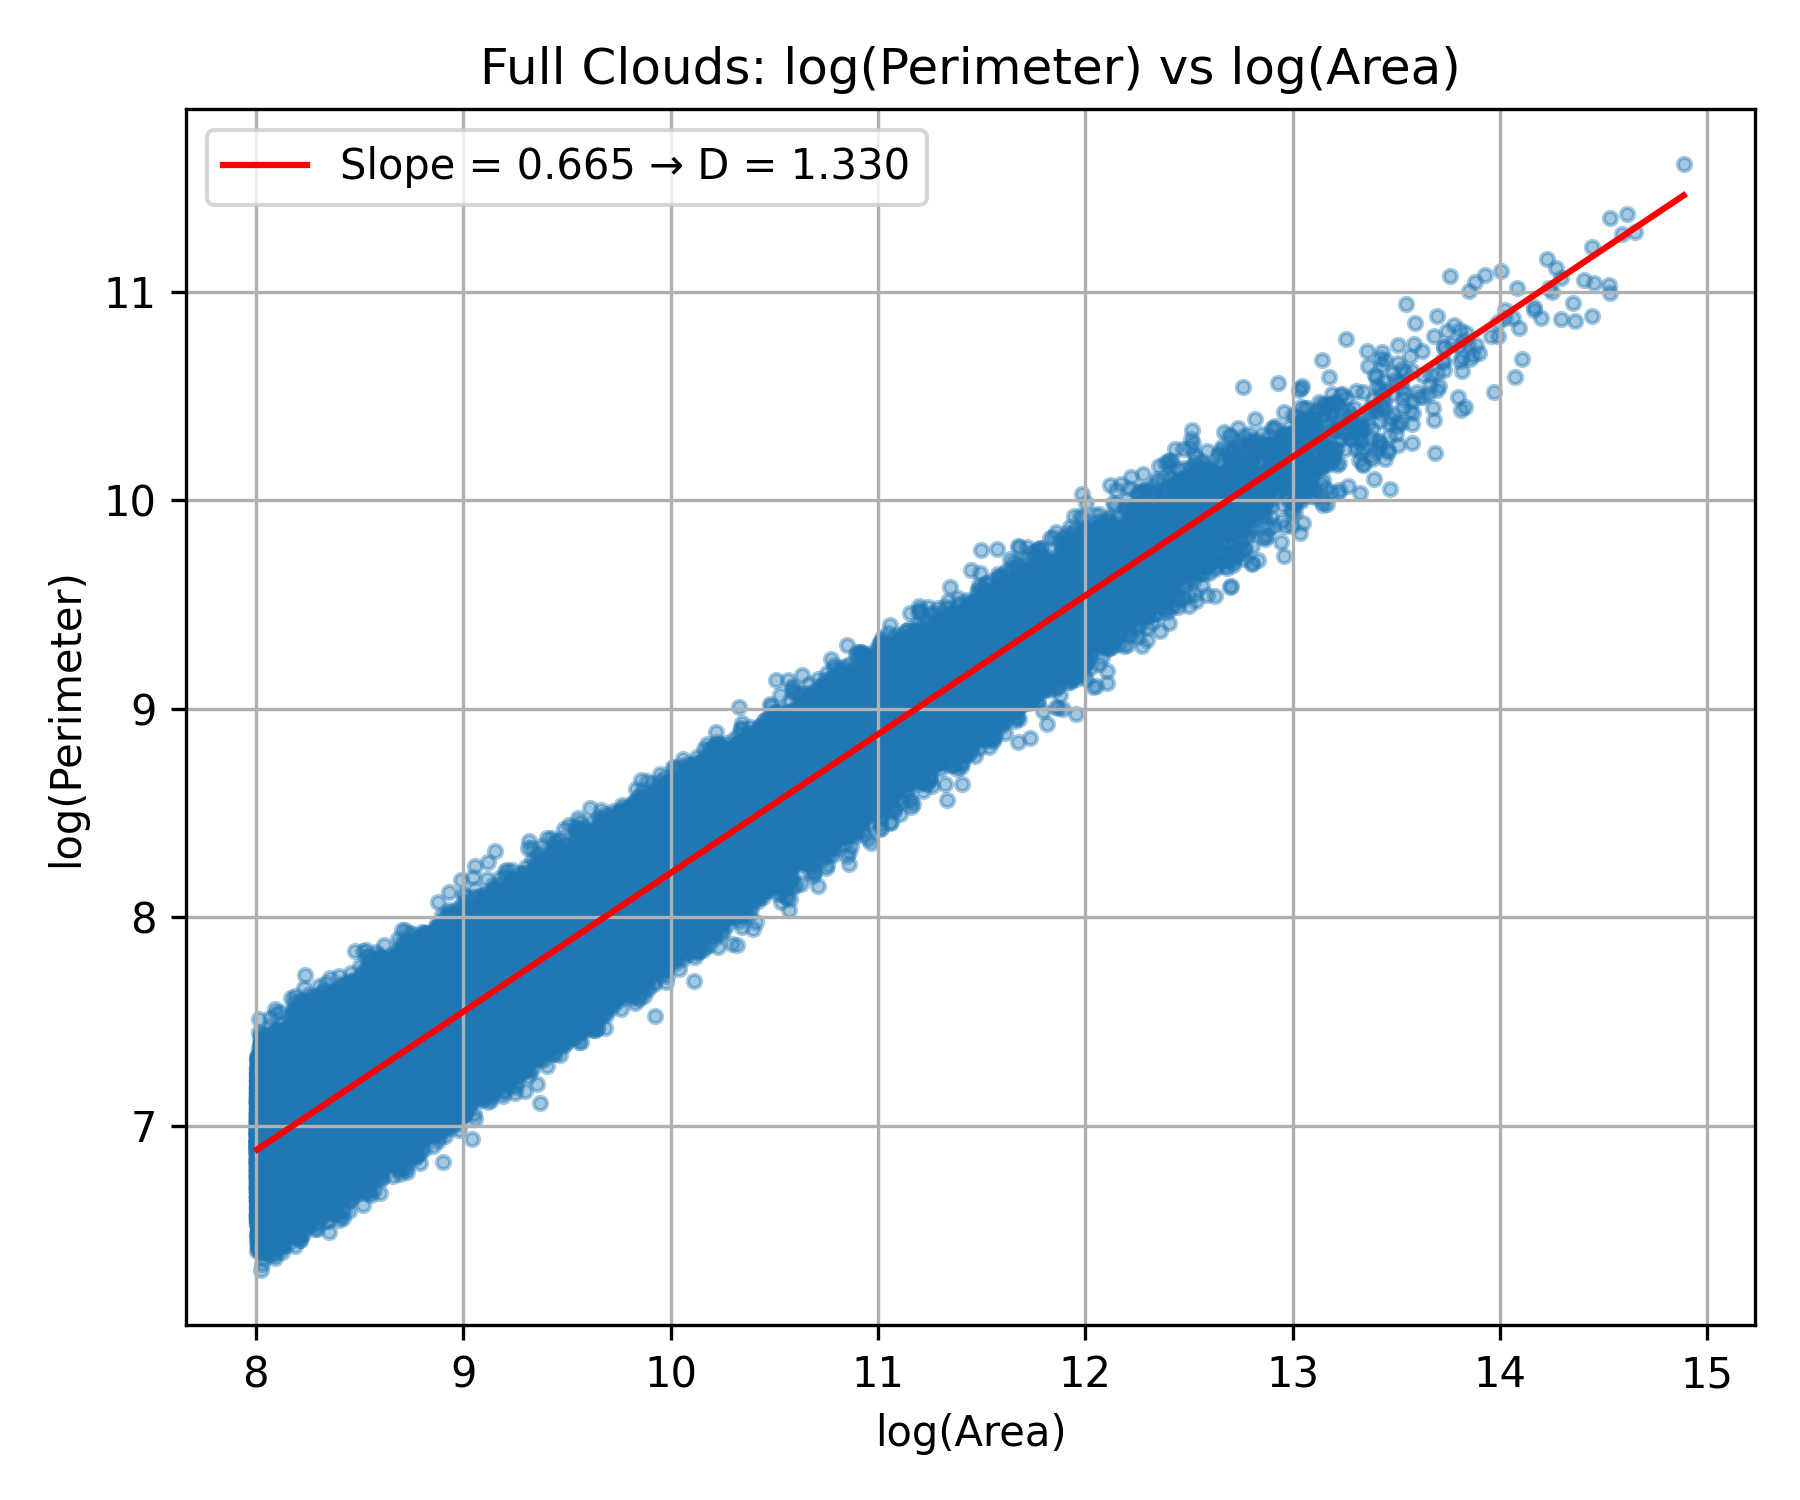 Full Clouds: log(Perimeter) vs log(Area)
Slope = 0.665 → D = 1.330
11
10
9
8
7
log(Perimeter)
8 9 10 11 12 13 14 15
log(Area)